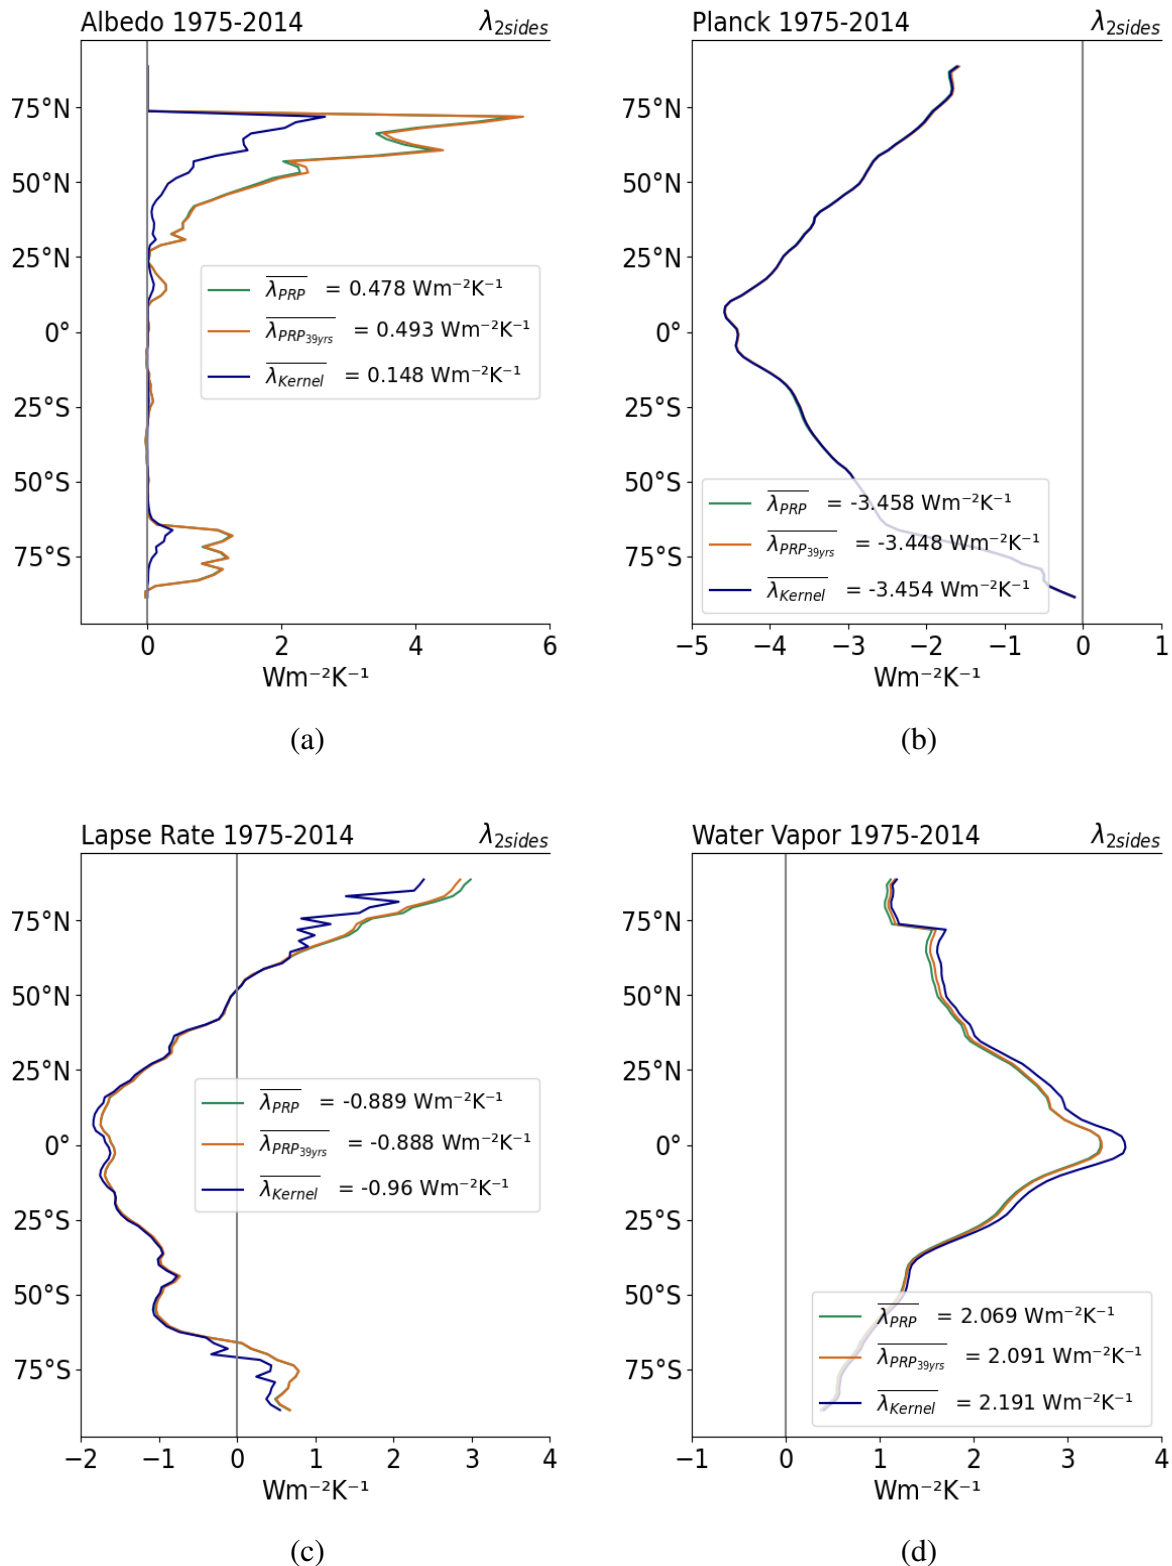 Albedo 1975-2014 λ2sides
75°N
50°N
25°N
0°
25°S
50°S
75°S
λPRP = 0.478 Wm⁻²K⁻¹
λPRP39yrs = 0.493 Wm⁻²K⁻¹
λKernel = 0.148 Wm⁻²K⁻¹
0 2 4 6
Wm⁻²K⁻¹
(a)
Planck 1975-2014 λ2sides
75°N
50°N
25°N
0°
25°S
50°S
75°S
λPRP = -3.458 Wm⁻²K⁻¹
λPRP39yrs = -3.448 Wm⁻²K⁻¹
λKernel = -3.454 Wm⁻²K⁻¹
−5 −4 −3 −2 −1 0 1
Wm⁻²K⁻¹
(b)
Lapse Rate 1975-2014 λ2sides
75°N
50°N
25°N
0°
25°S
50°S
75°S
λPRP = -0.889 Wm⁻²K⁻¹
λPRP39yrs = -0.888 Wm⁻²K⁻¹
λKernel = -0.96 Wm⁻²K⁻¹
−2 −1 0 1 2 3 4
Wm⁻²K⁻¹
(c)
Water Vapor 1975-2014 λ2sides
75°N
50°N
25°N
0°
25°S
50°S
75°S
λPRP = 2.069 Wm⁻²K⁻¹
λPRP39yrs = 2.091 Wm⁻²K⁻¹
λKernel = 2.191 Wm⁻²K⁻¹
−1 0 1 2 3 4
Wm⁻²K⁻¹
(d)